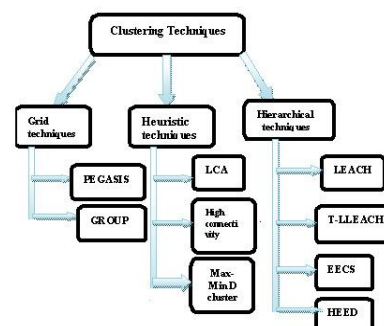 Clustering Techniques
Grid
techniques
Heuristic
techniques
Hierarchical
techniques
PEGASIS
GROUP
LCA
High
connecti
vity
Max-
Min D
cluster
LEACH
T-LLEACH
EECS
HEED